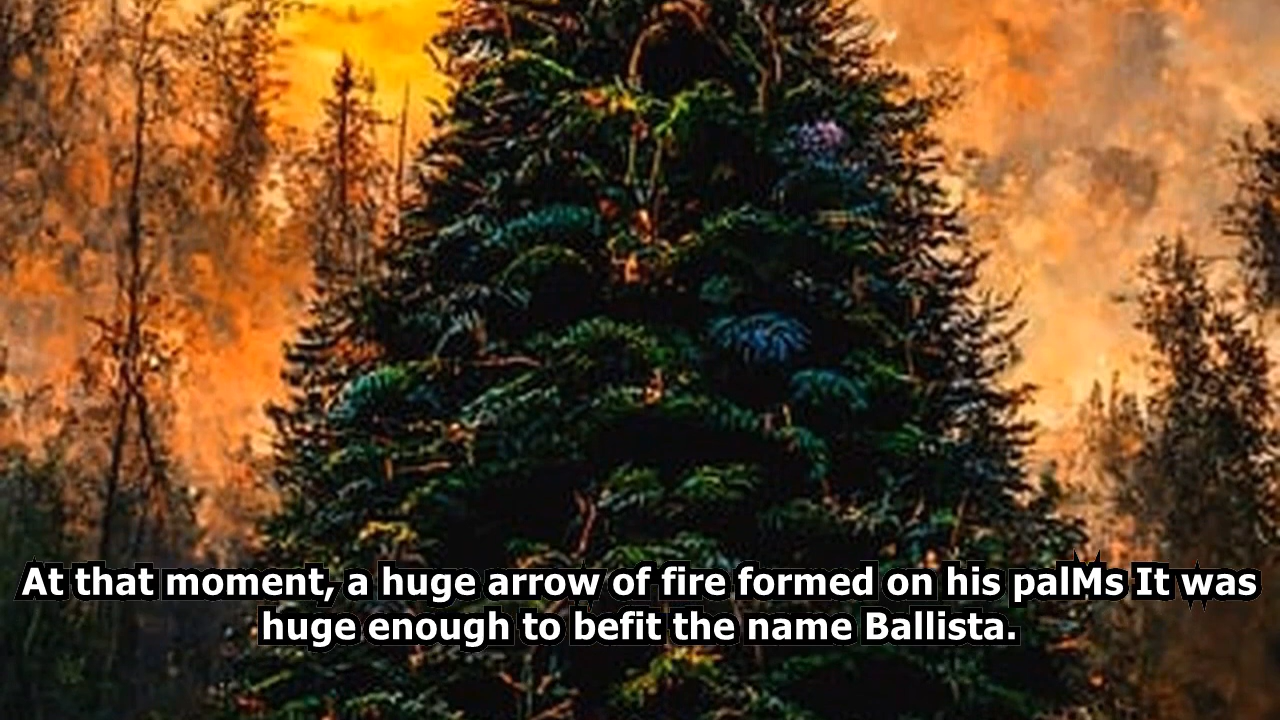 At that moment, a huge arrow of fire formed on his palMs It was
huge enough to befit the name Ballista.